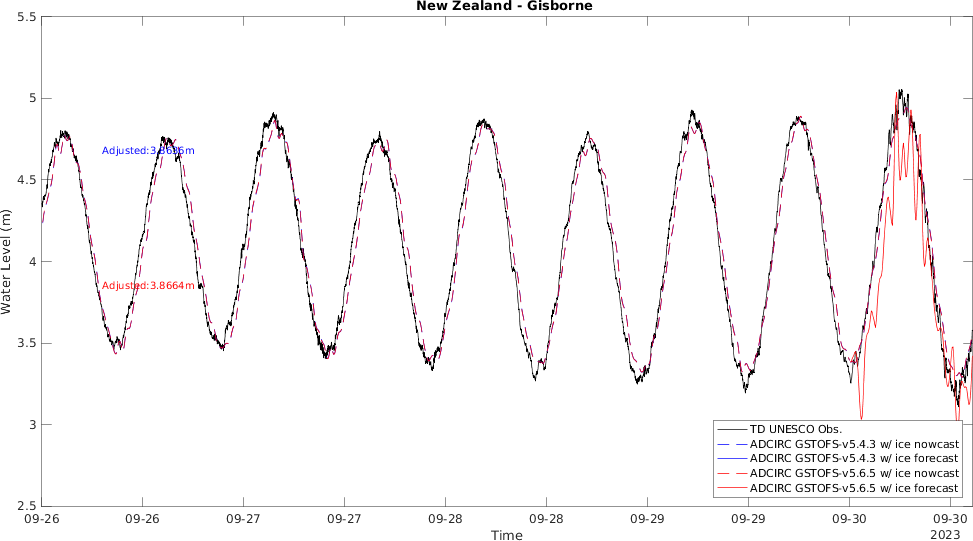 New Zealand - Gisborne
5.5
5
4.5
4
3.5
3
2.5
Water Level (m)
Adjusted:3.8664m
TD UNESCO Obs.
ADCIRC GSTOFS-v5.4.3 w/ ice nowcast
ADCIRC GSTOFS-v5.4.3 w/ ice forecast
ADCIRC GSTOFS-v5.6.5 w/ ice nowcast
ADCIRC GSTOFS-v5.6.5 w/ ice forecast
09-26 09-26 09-27 09-27 09-28 09-28 09-29 09-29 09-30 09-30
2023
Time